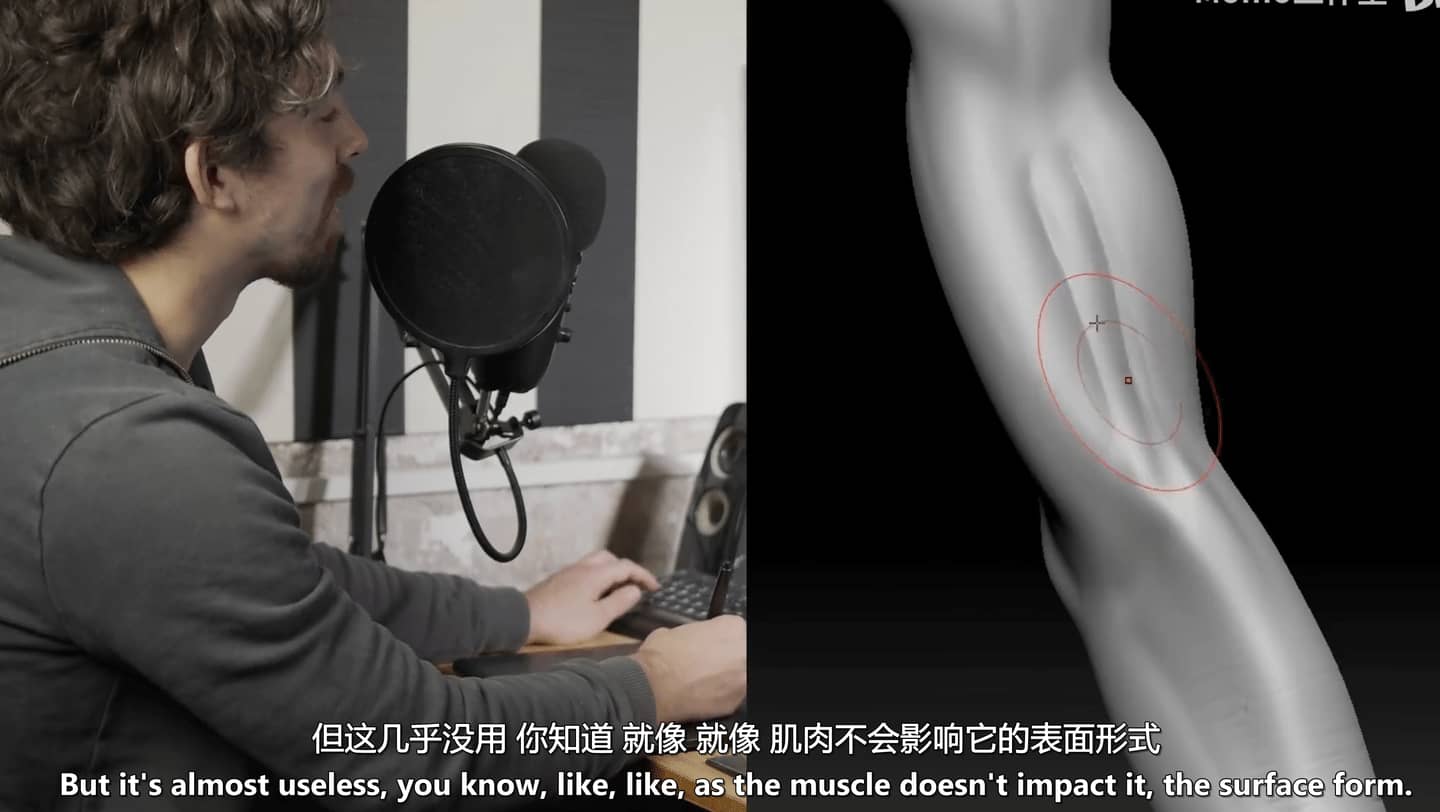 但这几乎没用 你知道 就像 就像 肌肉不会影响它的表面形式
But it's almost useless, you know, like, like, as the muscle doesn't impact it, the surface form.